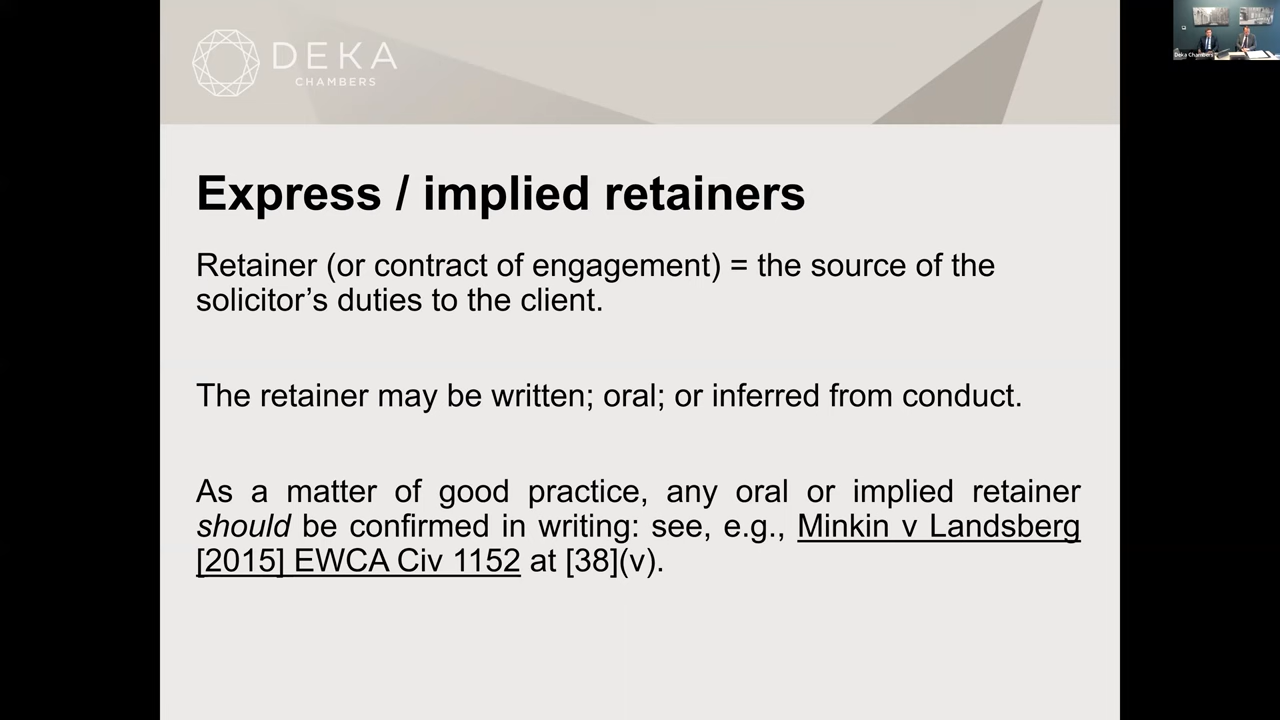 DEKA
CHAMBERS
Deka Chambers
Express / implied retainers
Retainer (or contract of engagement) = the source of the
solicitor’s duties to the client.
The retainer may be written; oral; or inferred from conduct.
As a matter of good practice, any oral or implied retainer
should be confirmed in writing: see, e.g., Minkin v Landsberg
[2015] EWCA Civ 1152 at [38](v).